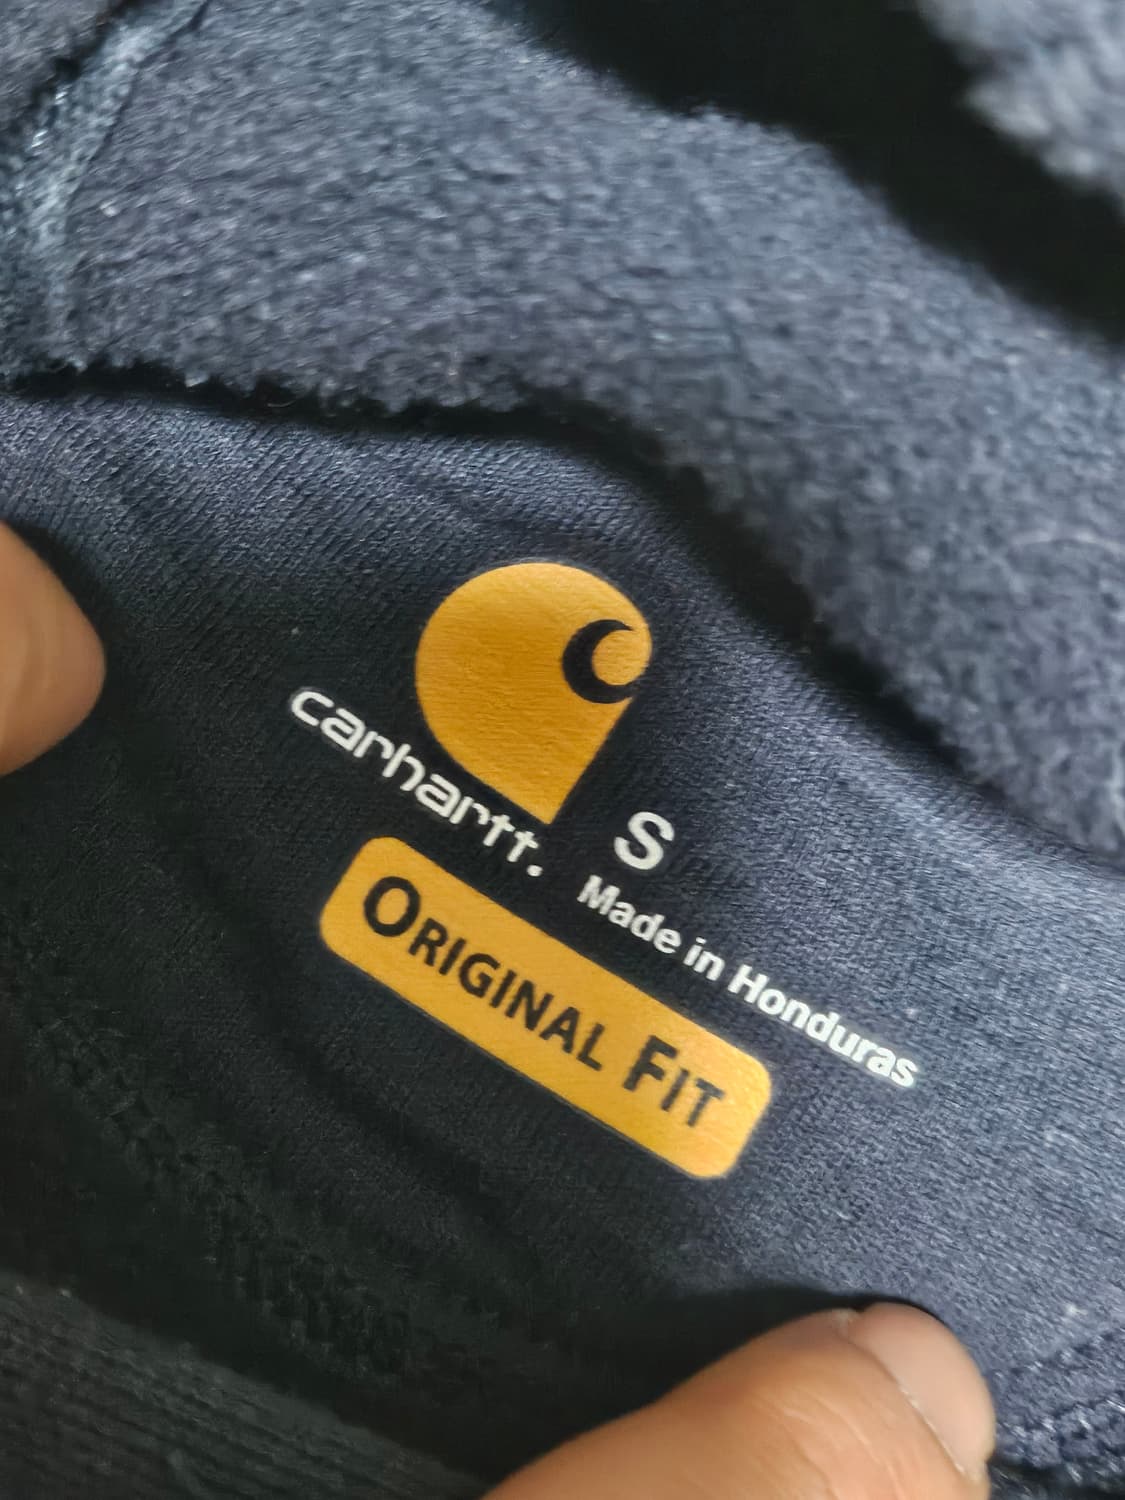 carhartt.
S
Made in Honduras
ORIGINAL FIT